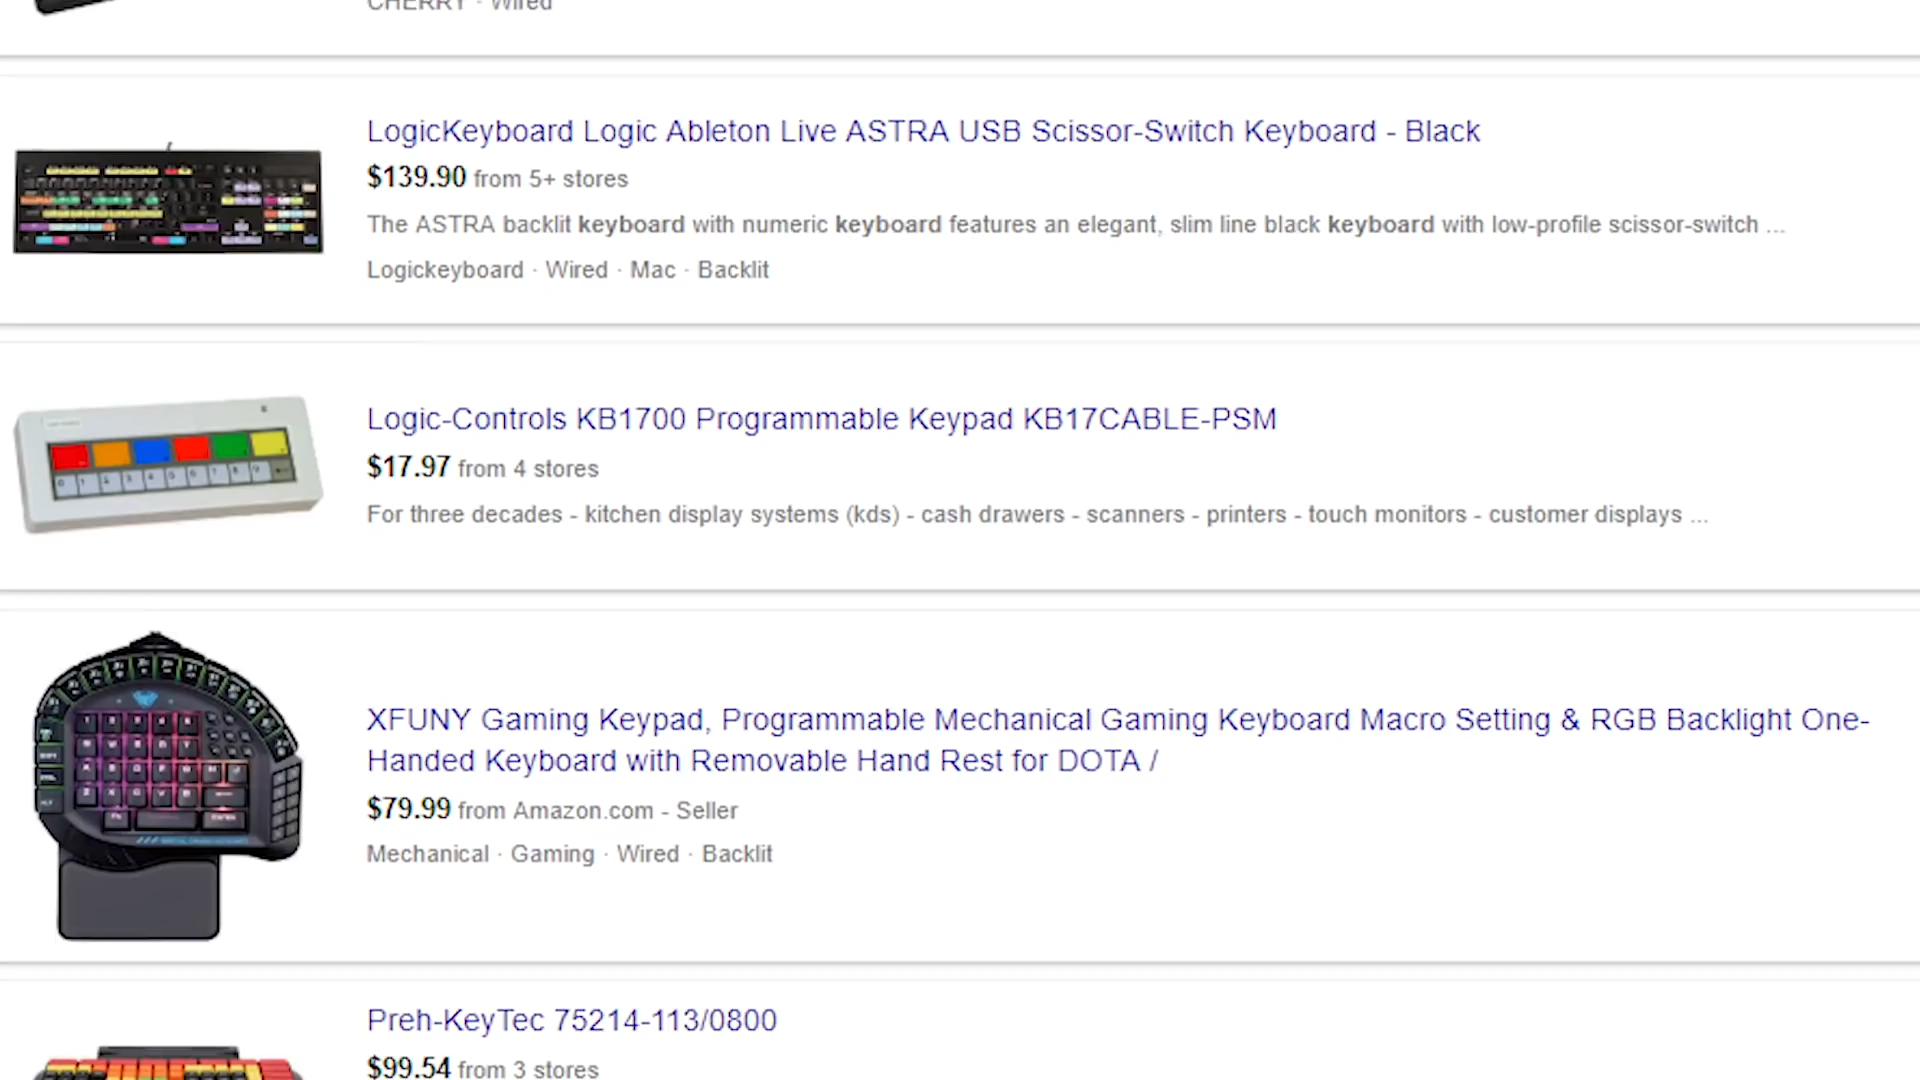 CHERRY · Wired
LogicKeyboard Logic Ableton Live ASTRA USB Scissor-Switch Keyboard - Black
$139.90 from 5+ stores
The ASTRA backlit keyboard with numeric keyboard features an elegant, slim line black keyboard with low-profile scissor-switch ...
Logickeyboard · Wired · Mac · Backlit
Logic-Controls KB1700 Programmable Keypad KB17CABLE-PSM
$17.97 from 4 stores
For three decades - kitchen display systems (kds) - cash drawers - scanners - printers - touch monitors - customer displays ...
XFUNY Gaming Keypad, Programmable Mechanical Gaming Keyboard Macro Setting & RGB Backlight One-
Handed Keyboard with Removable Hand Rest for DOTA /
$79.99 from Amazon.com - Seller
Mechanical · Gaming · Wired · Backlit
Preh-KeyTec 75214-113/0800
$99.54 from 3 stores